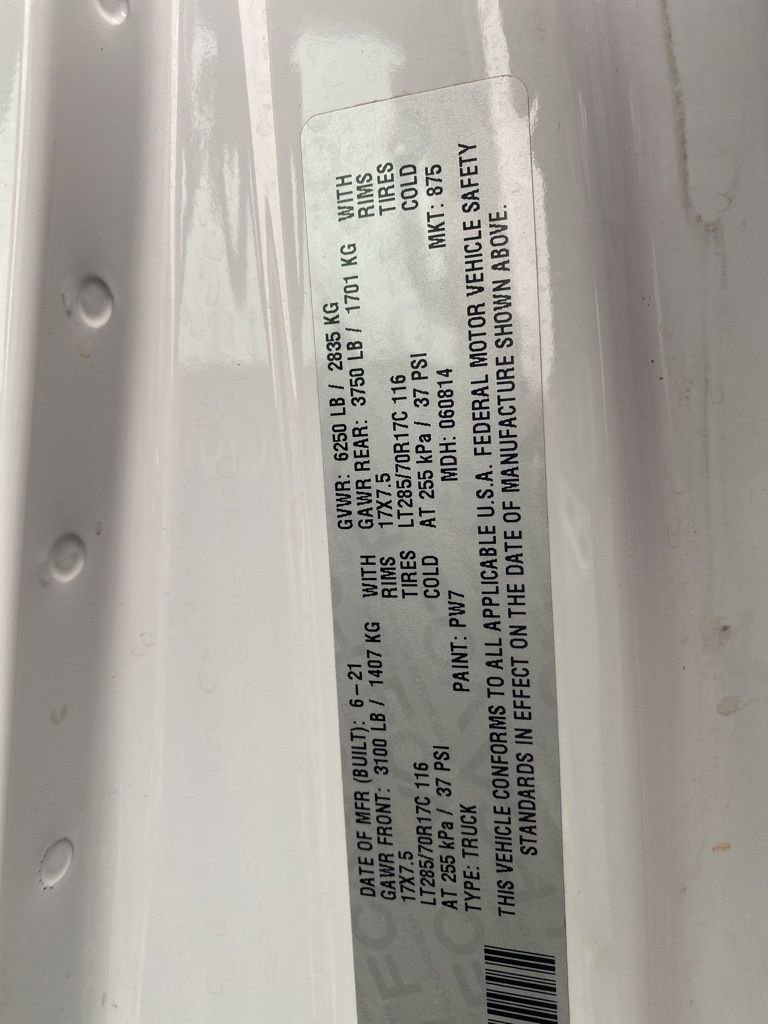 DATE OF MFR (BUILT): 6-21 GVWR: 6250 LB / 2835 KG
GAWR FRONT: 3100 LB / 1407 KG WITH GAWR REAR: 3750 LB / 1701 KG WITH
17X7.5 RIMS 17X7.5 RIMS
LT285/70R17C 116 TIRES LT285/70R17C 116 TIRES
AT 255 kPa / 37 PSI COLD AT 255 kPa / 37 PSI COLD
TYPE: TRUCK PAINT: PW7 MDH: 060814 MKT: 875
THIS VEHICLE CONFORMS TO ALL APPLICABLE U.S.A. FEDERAL MOTOR VEHICLE SAFETY
STANDARDS IN EFFECT ON THE DATE OF MANUFACTURE SHOWN ABOVE.